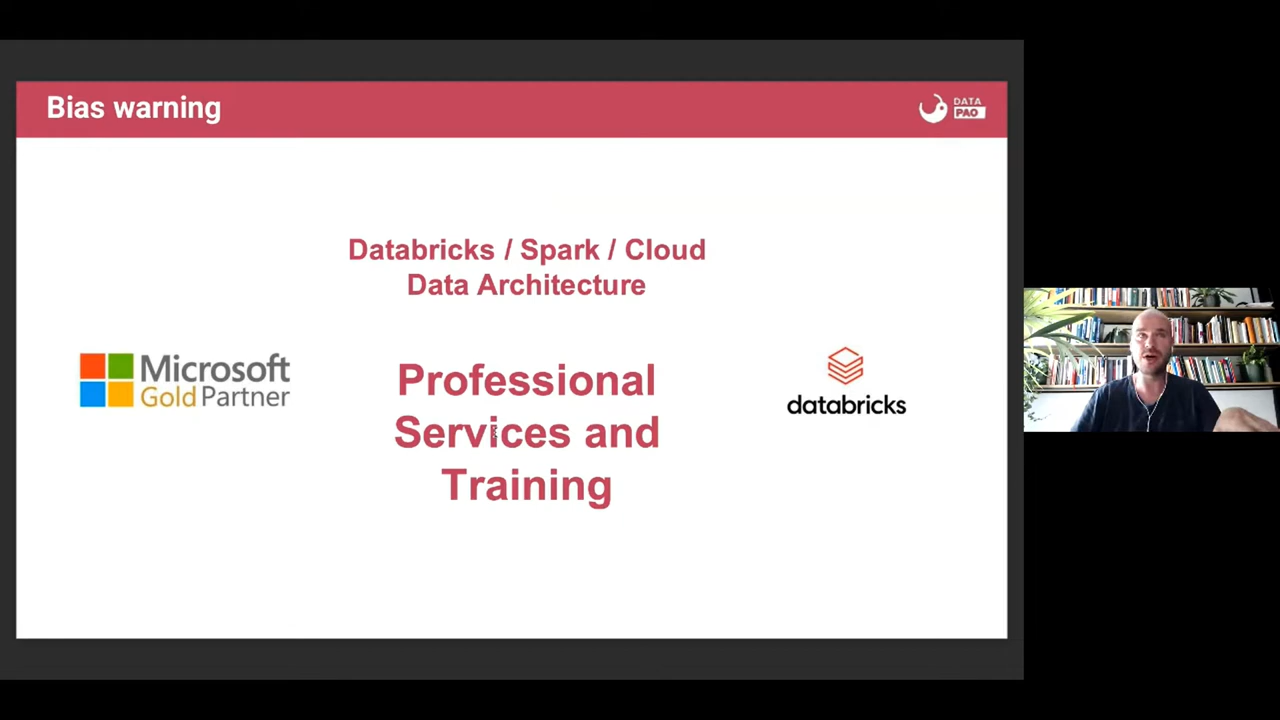 Bias warning
DATA
PAO
Databricks / Spark / Cloud
Data Architecture
Microsoft
Gold Partner
Professional
Services and
Training
databricks